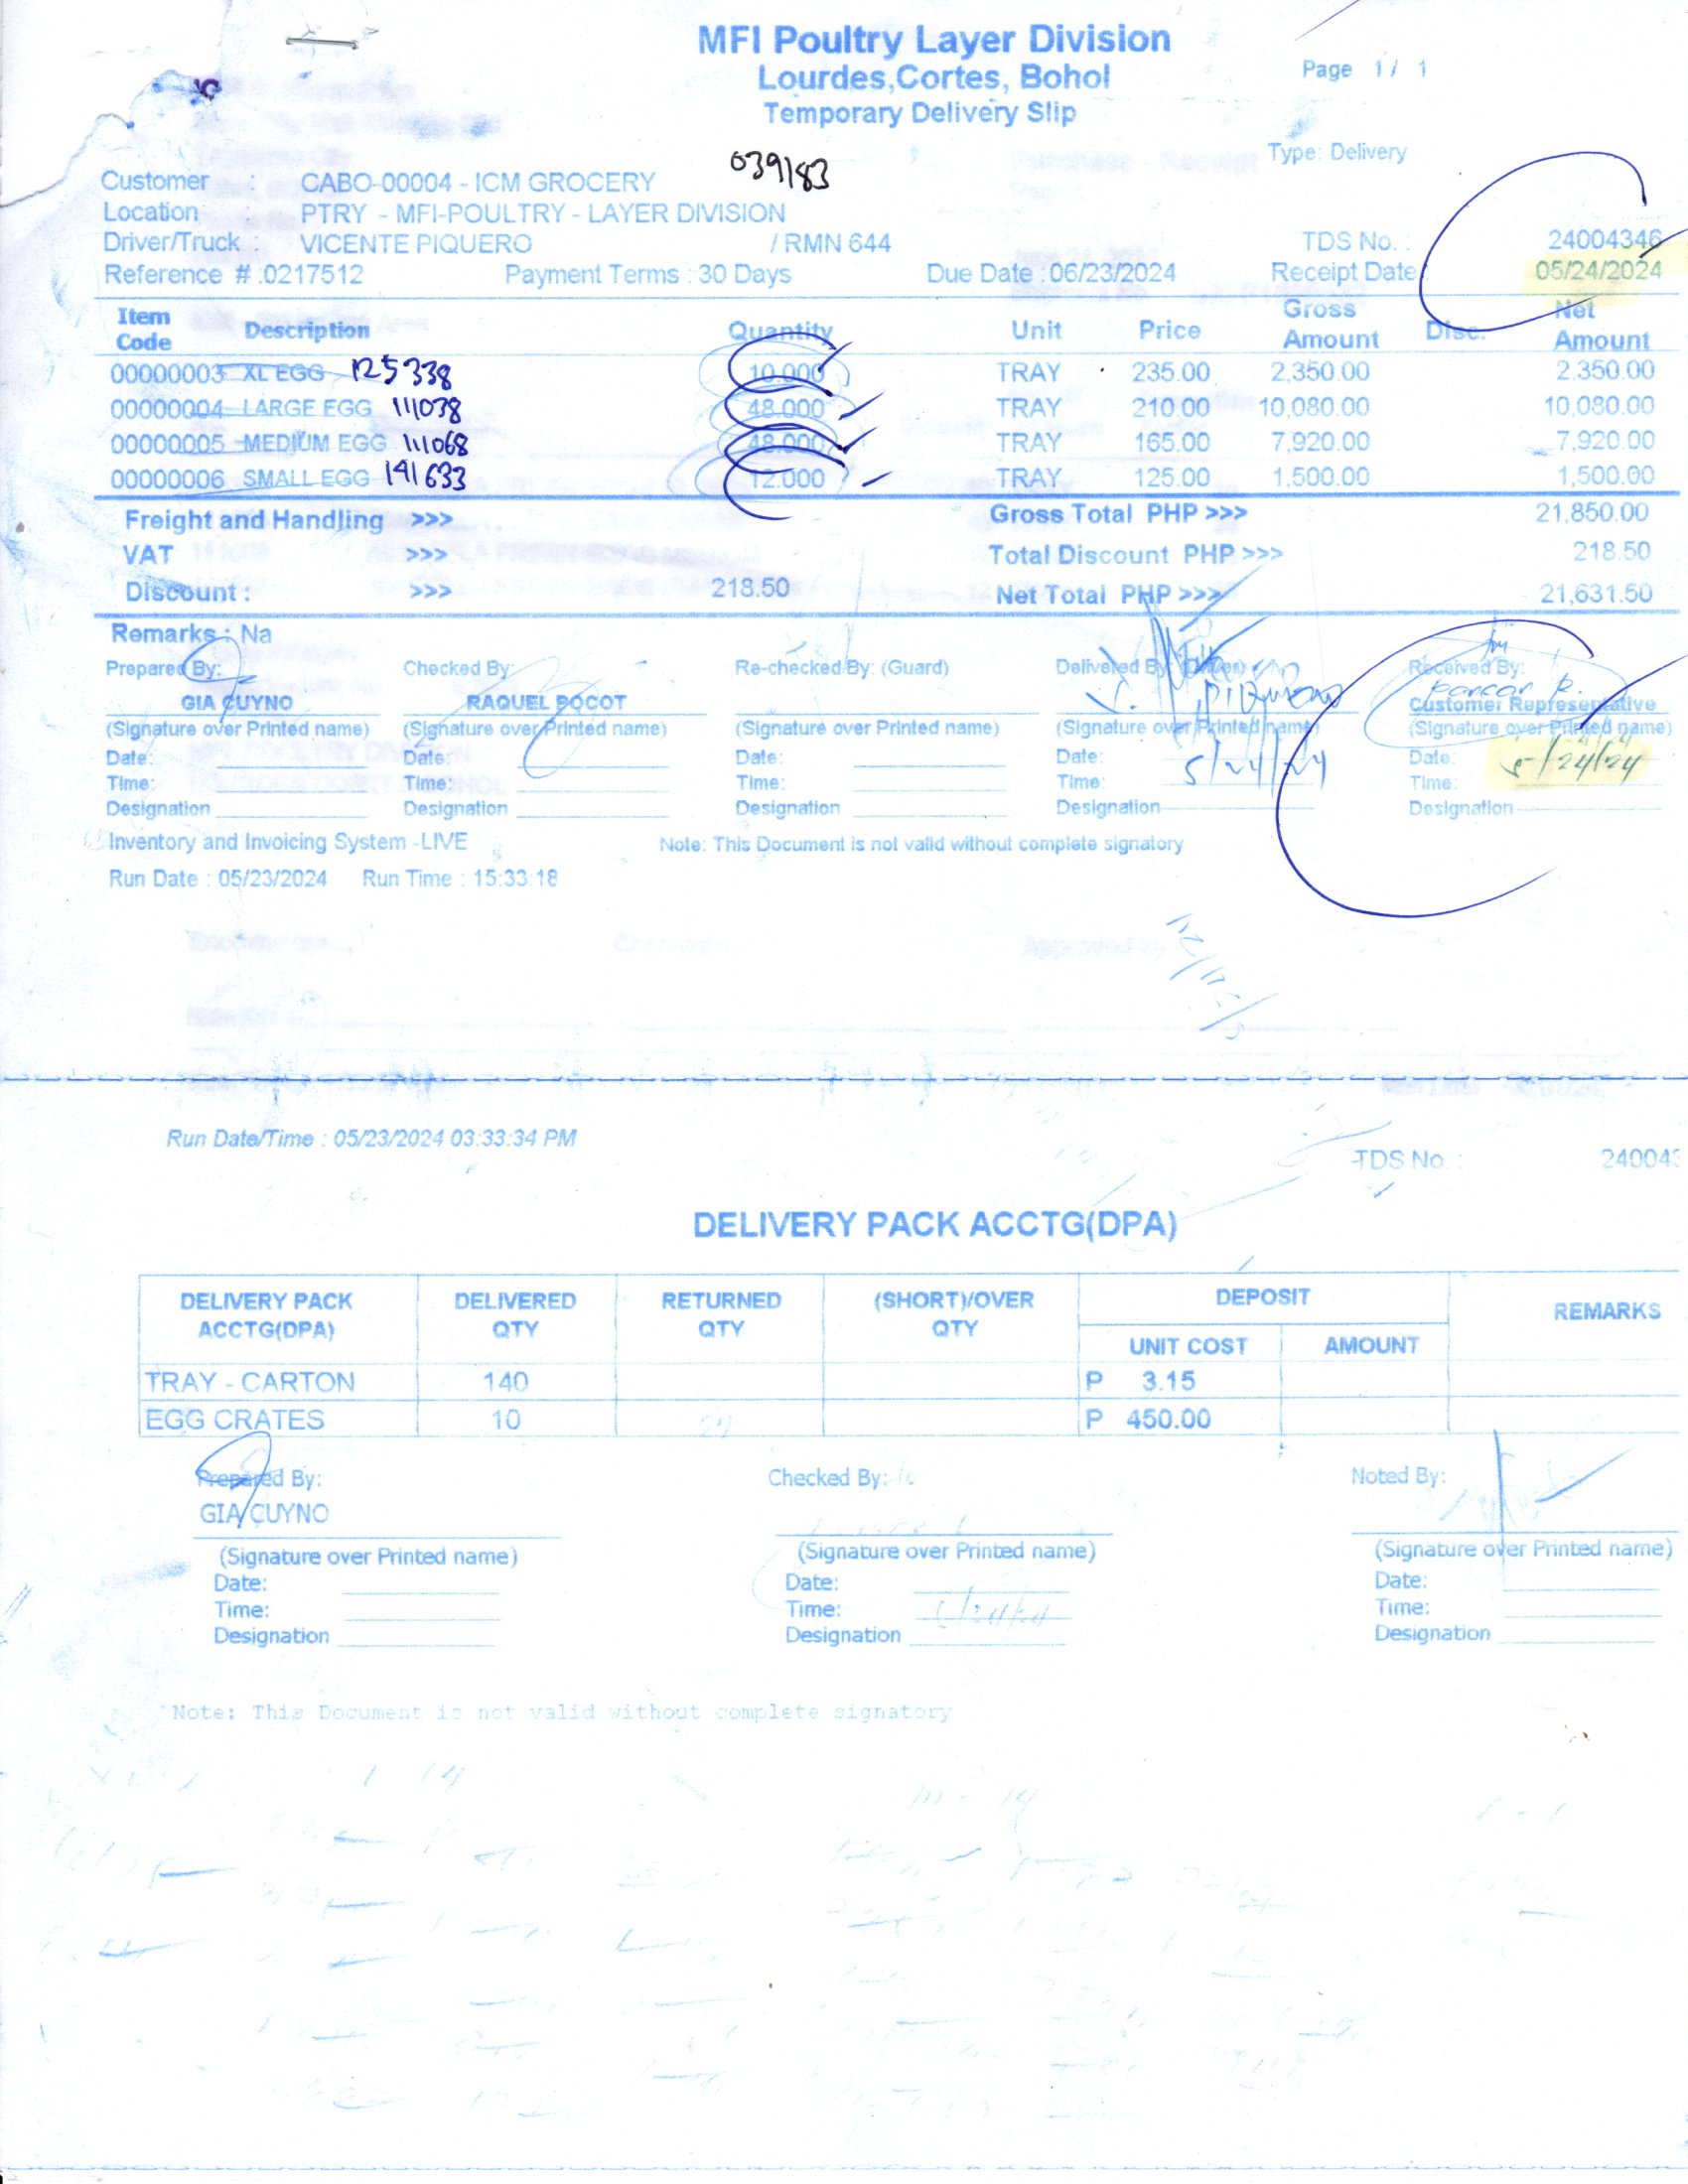 MFI Poultry Layer Division
Lourdes,Cortes, Bohol
Temporary Delivery Slip
Page 1 / 1
Type: Delivery
039183
Customer : CABO-00004 - ICM GROCERY
Location : PTRY - MFI-POULTRY - LAYER DIVISION
Driver/Truck : VICENTE PIQUERO / RMN 644 TDS No. : 24004346
Reference # :0217512 Payment Terms : 30 Days Due Date :06/23/2024 Receipt Date 05/24/2024
Item Code Description Quantity Unit Price Gross Amount Disc. Net Amount
00000003 XL EGG 125338 10.000 TRAY 235.00 2,350.00 2,350.00
00000004 LARGE EGG 111038 48.000 TRAY 210.00 10,080.00 10,080.00
00000005 MEDIUM EGG 111068 48.000 TRAY 165.00 7,920.00 7,920.00
00000006 SMALL EGG 141633 12.000 TRAY 125.00 1,500.00 1,500.00
Freight and Handling >>> Gross Total PHP >>> 21,850.00
VAT >>> Total Discount PHP >>> 218.50
Discount : >>> 218.50 Net Total PHP >>> 21,631.50
Remarks : Na
Prepared By: Checked By: Re-checked By: (Guard) Delivered By: (Driver) Received By:
GIA CUYNO RAQUEL POCOT Customer Representative
(Signature over Printed name) (Signature over Printed name) (Signature over Printed name) (Signature over Printed name) (Signature over Printed name)
Date: Date: Date: Date: 5/24/24 Date: 5/24/24
Time: Time: Time: Time: Time:
Designation Designation Designation Designation Designation
Inventory and Invoicing System -LIVE Note: This Document is not valid without complete signatory
Run Date : 05/23/2024 Run Time : 15:33:18
Run Date/Time : 05/23/2024 03:33:34 PM
TDS No. : 240043
DELIVERY PACK ACCTG(DPA)
DELIVERY PACK ACCTG(DPA) DELIVERED QTY RETURNED QTY (SHORT)/OVER QTY DEPOSIT REMARKS
UNIT COST AMOUNT
TRAY - CARTON 140 P 3.15
EGG CRATES 10 P 450.00
Prepared By: Checked By: Noted By:
GIA CUYNO
(Signature over Printed name) (Signature over Printed name) (Signature over Printed name)
Date: Date: Date:
Time: Time: Time:
Designation Designation Designation
Note: This Document is not valid without complete signatory